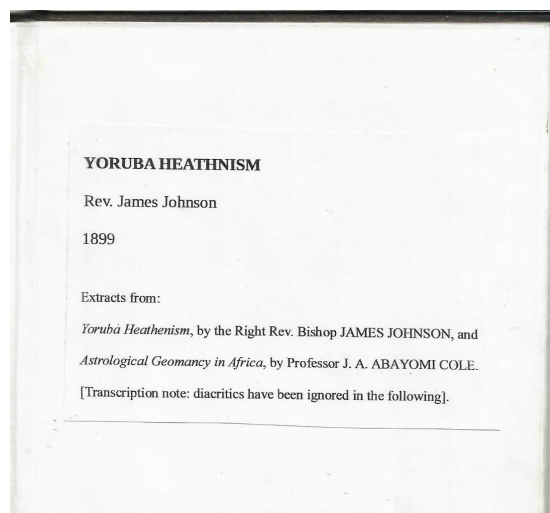 YORUBA HEATHNISM
Rev. James Johnson
1899
Extracts from:
Yorubà Heathenism, by the Right Rev. Bishop JAMES JOHNSON, and
Astrological Geomancy in Africa, by Professor J. A. ABAYOMI COLE.
[Transcription note: diacritics have been ignored in the following].